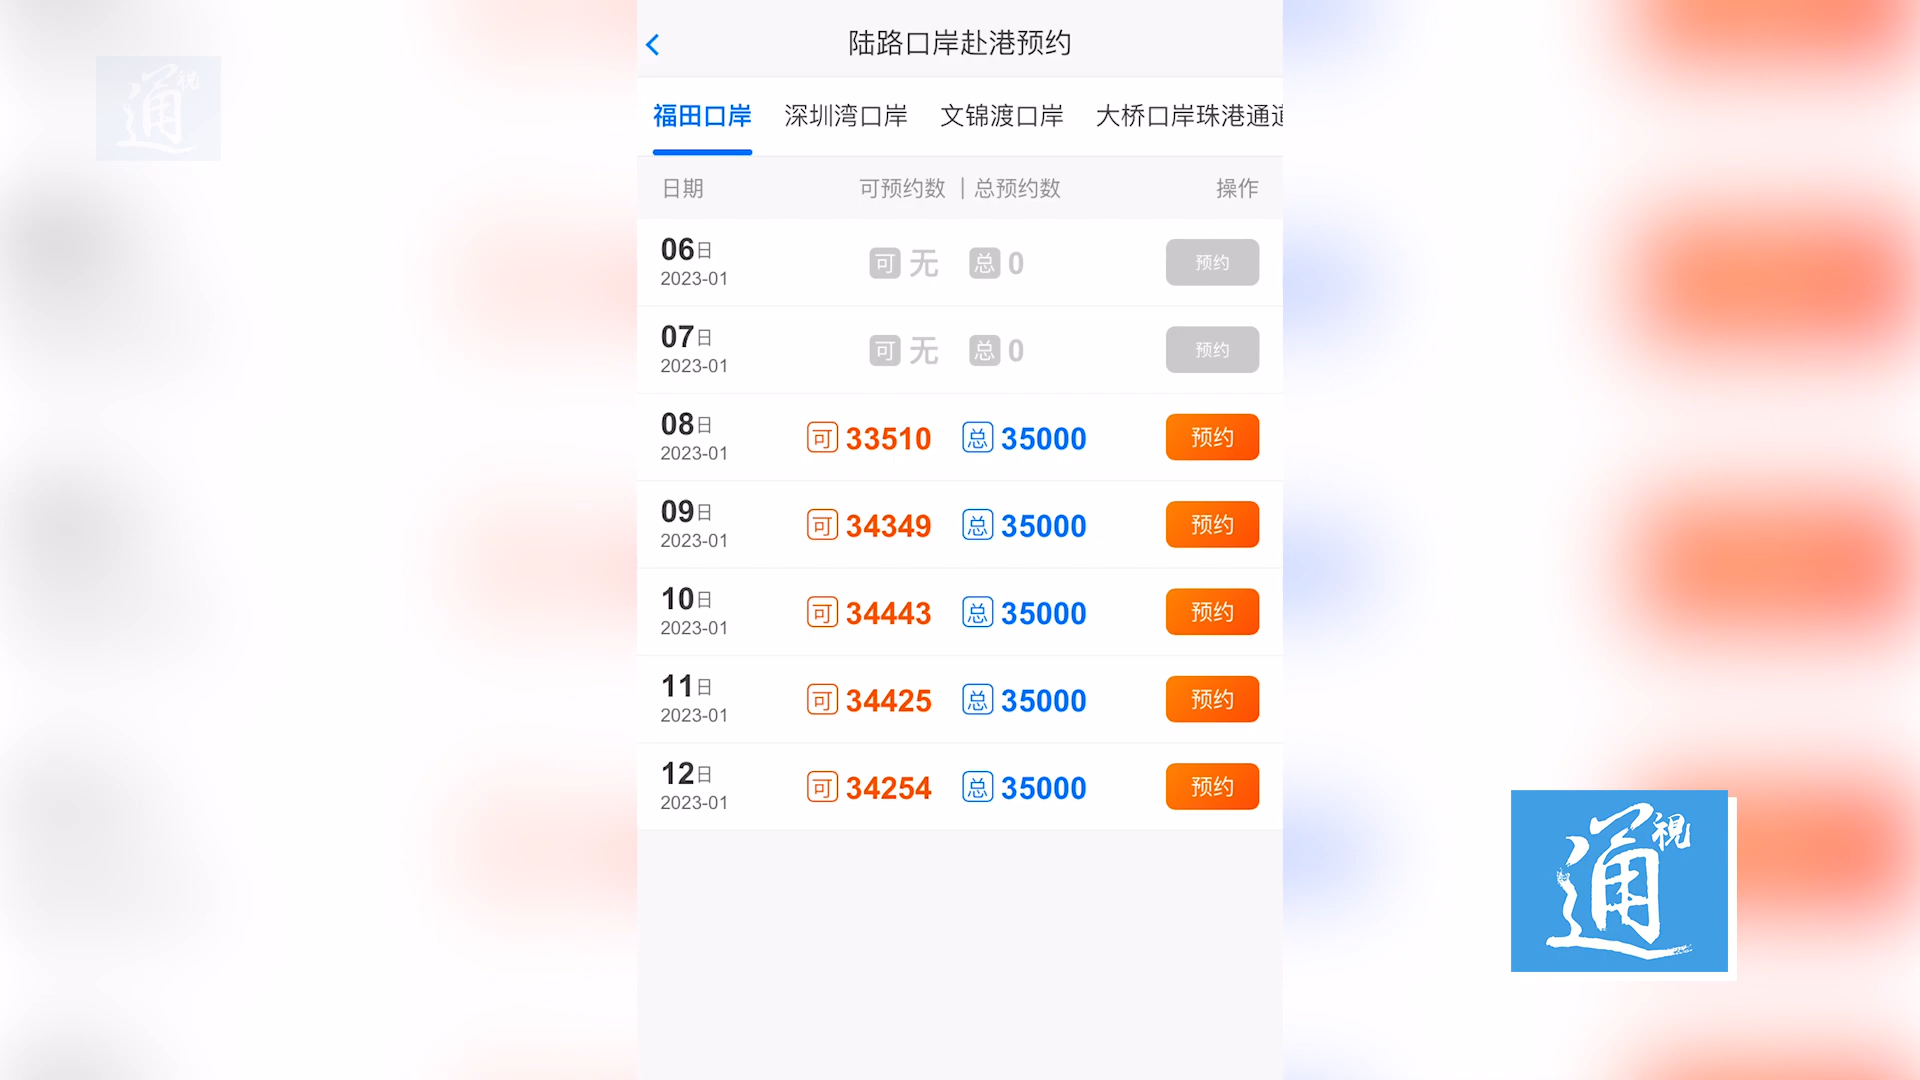 陆路口岸赴港预约
通視
福田口岸 深圳湾口岸 文锦渡口岸 大桥口岸珠港通道
日期 可预约数 | 总预约数 操作
06日 可 无 总 0 预约
2023-01
07日 可 无 总 0 预约
2023-01
08日 可 33510 总 35000 预约
2023-01
09日 可 34349 总 35000 预约
2023-01
10日 可 34443 总 35000 预约
2023-01
11日 可 34425 总 35000 预约
2023-01
12日 可 34254 总 35000 预约
2023-01
通視